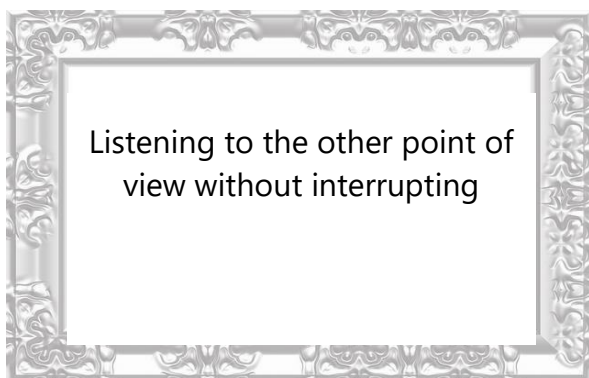 Listening to the other point of
view without interrupting